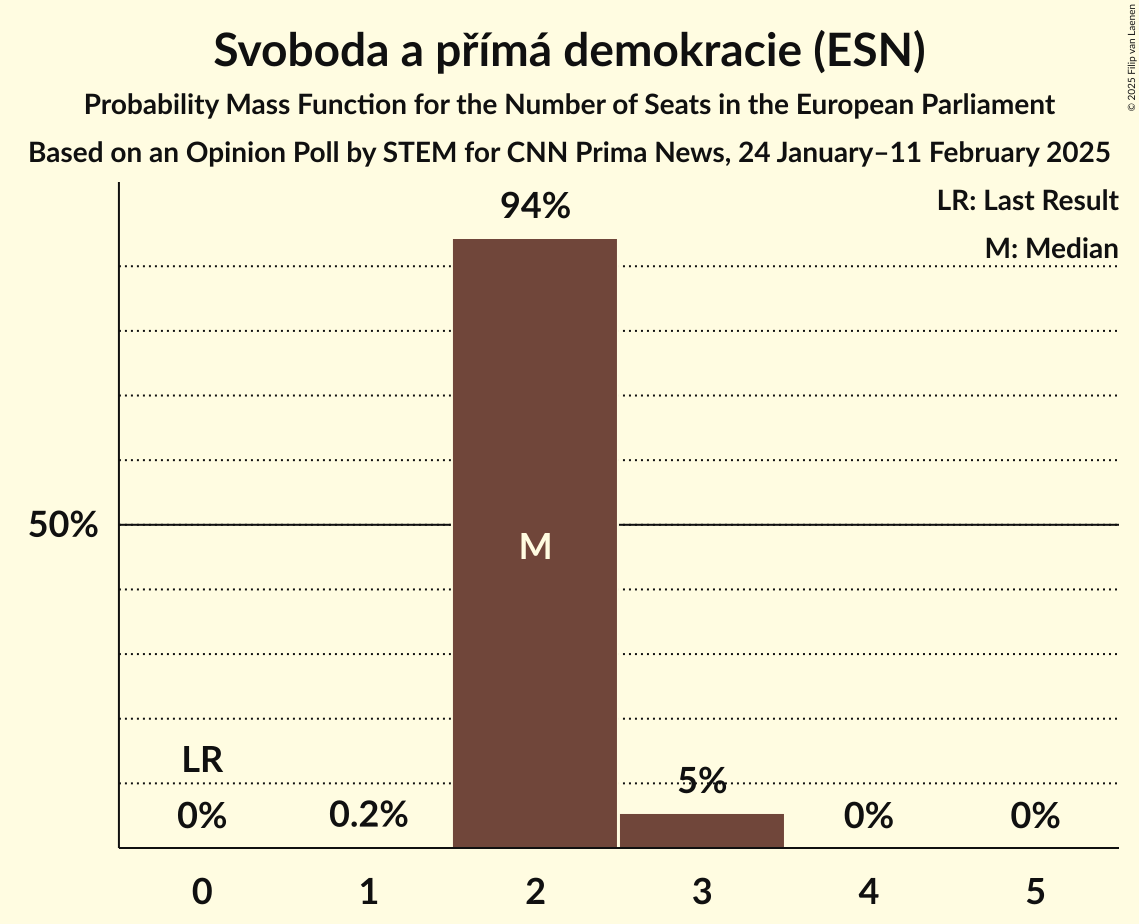 Svoboda a přímá demokracie (ESN)
Probability Mass Function for the Number of Seats in the European Parliament
Based on an Opinion Poll by STEM for CNN Prima News, 24 January–11 February 2025
© 2025 Filip van Laenen
LR: Last Result
M: Median
94%
50%
M
LR
0%
0.2%
5%
0%
0%
0 1 2 3 4 5